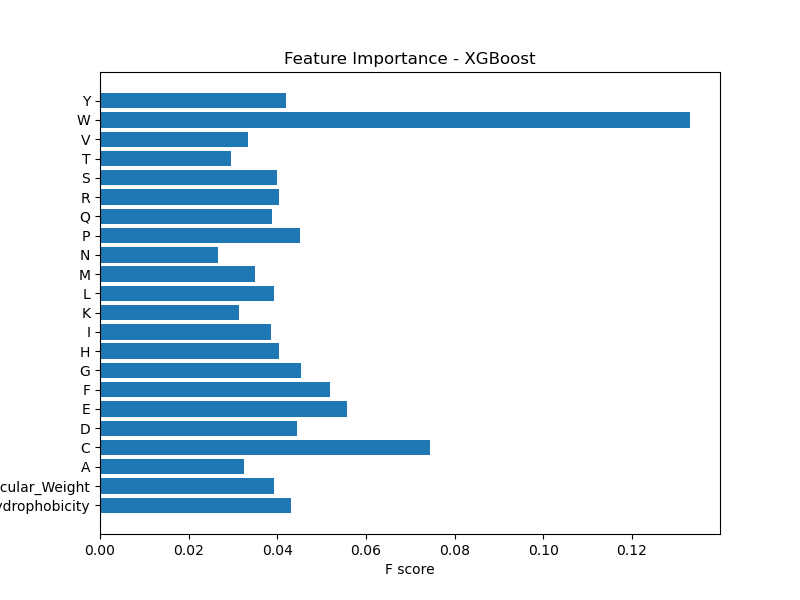 Feature Importance - XGBoost
Y
W
V
T
S
R
Q
P
N
M
L
K
I
H
G
F
E
D
C
A
cular_Weight
ydrophobicity
0.00 0.02 0.04 0.06 0.08 0.10 0.12
F score